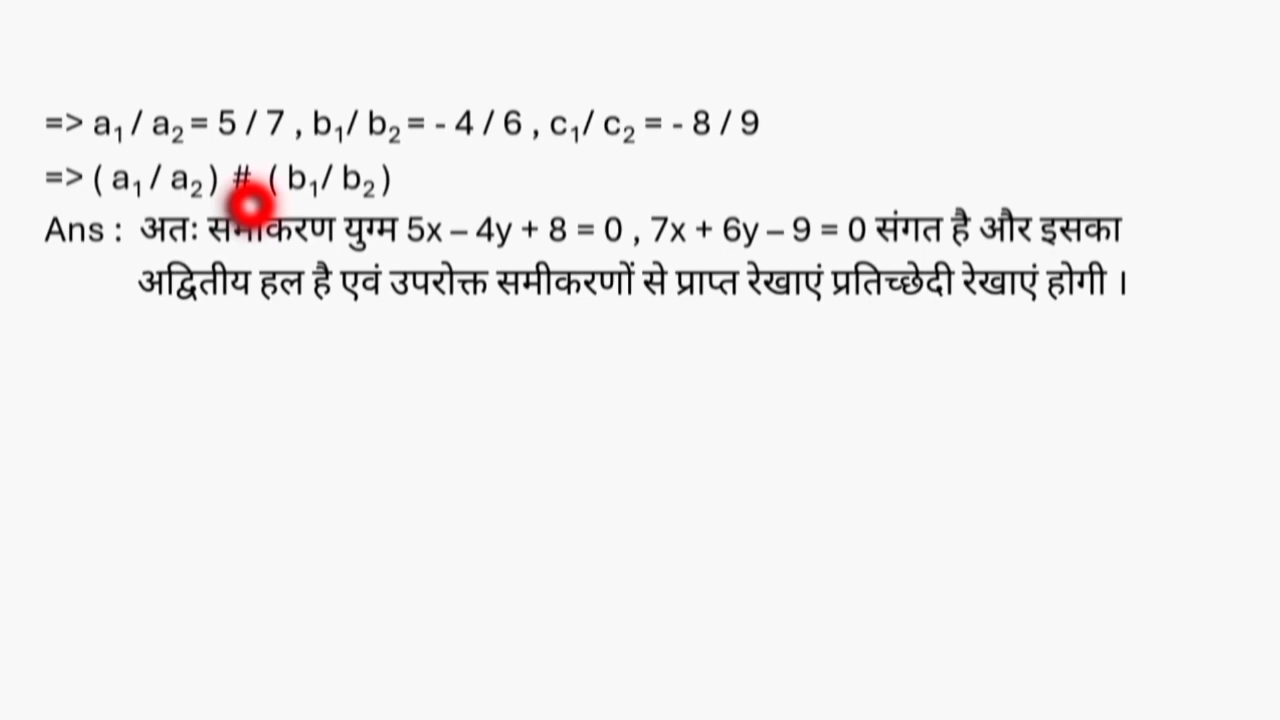 => a₁ / a₂ = 5 / 7 , b₁/ b₂ = - 4 / 6 , c₁/ c₂ = - 8 / 9
=> ( a₁ / a₂ ) # ( b₁/ b₂ )
Ans : अतः समीकरण युग्म 5x – 4y + 8 = 0 , 7x + 6y – 9 = 0 संगत है और इसका
अद्वितीय हल है एवं उपरोक्त समीकरणों से प्राप्त रेखाएं प्रतिच्छेदी रेखाएं होगी ।